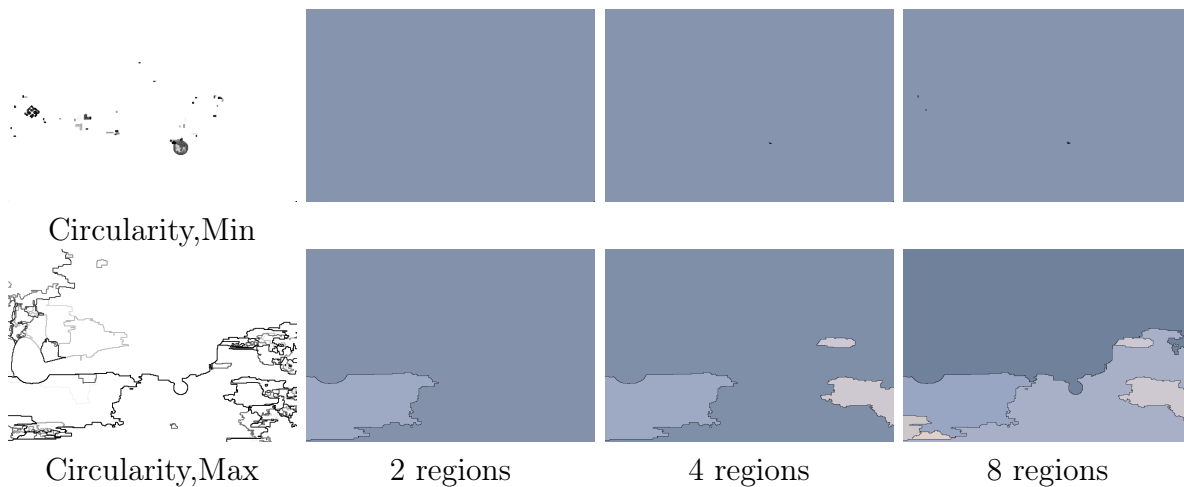 Circularity,Min
Circularity,Max
2 regions
4 regions
8 regions